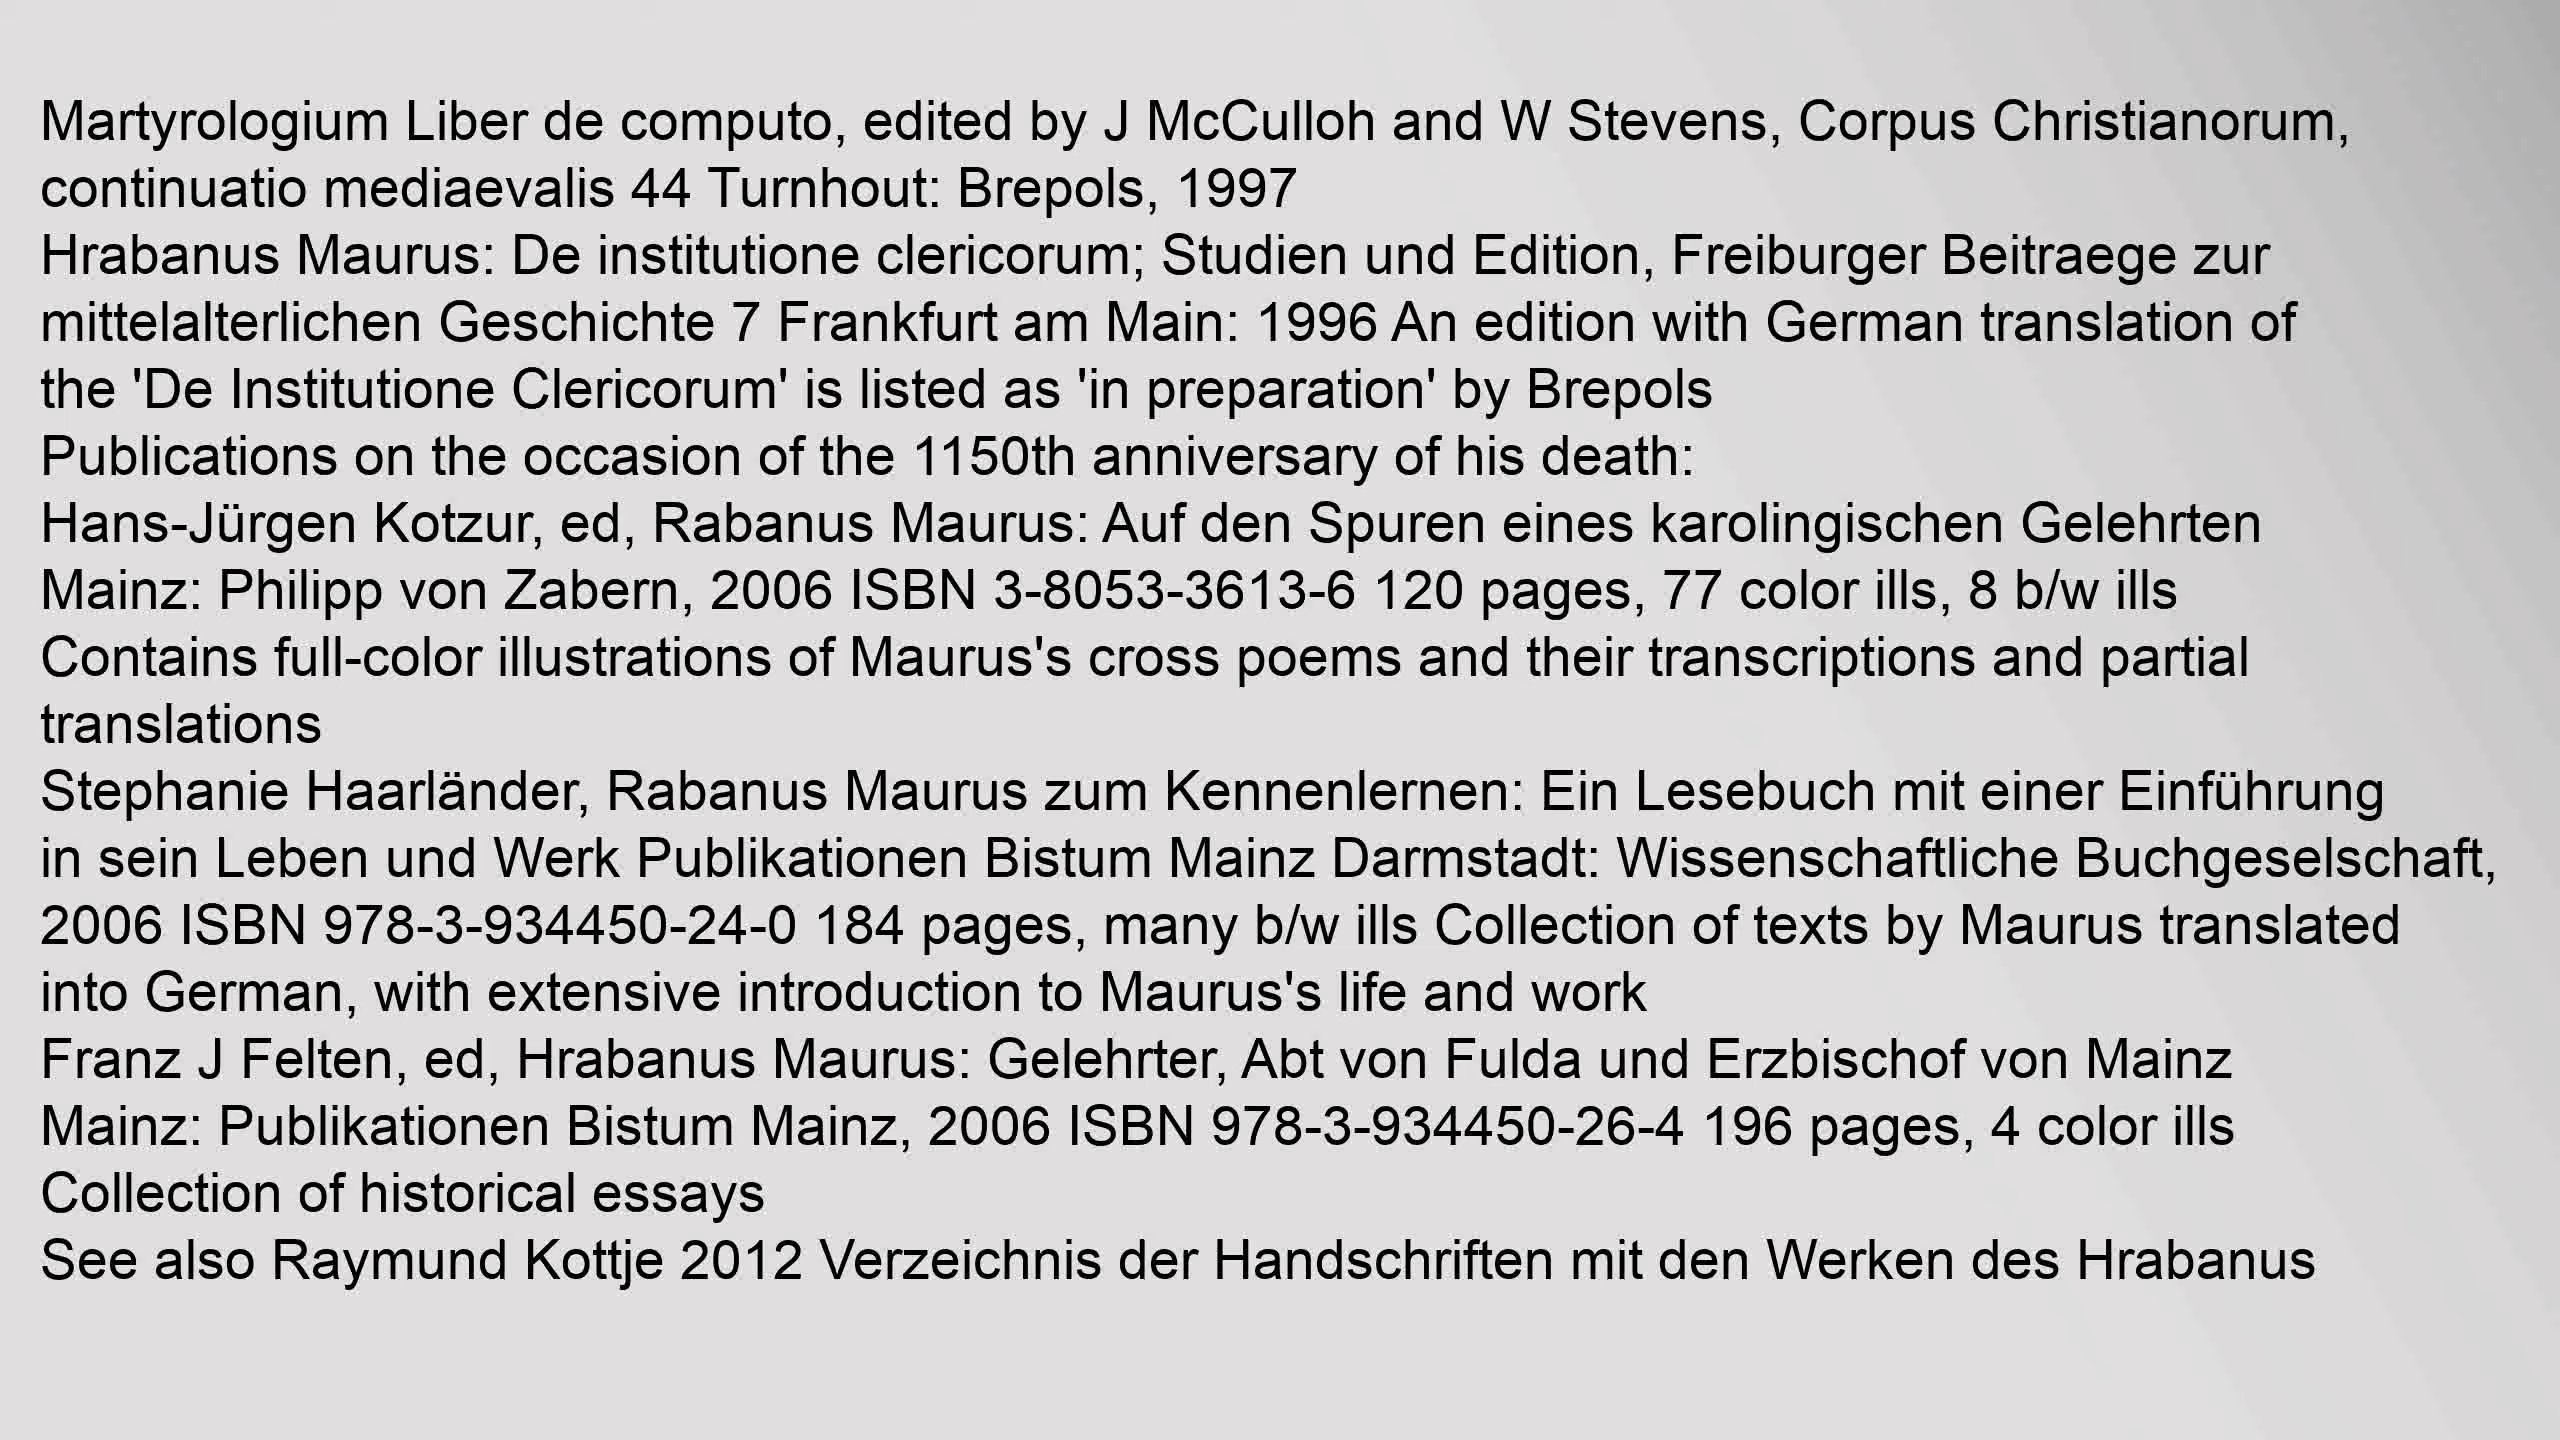 Martyrologium Liber de computo, edited by J McCulloh and W Stevens, Corpus Christianorum,
continuatio mediaevalis 44 Turnhout: Brepols, 1997
Hrabanus Maurus: De institutione clericorum; Studien und Edition, Freiburger Beitraege zur
mittelalterlichen Geschichte 7 Frankfurt am Main: 1996 An edition with German translation of
the 'De Institutione Clericorum' is listed as 'in preparation' by Brepols
Publications on the occasion of the 1150th anniversary of his death:
Hans-Jürgen Kotzur, ed, Rabanus Maurus: Auf den Spuren eines karolingischen Gelehrten
Mainz: Philipp von Zabern, 2006 ISBN 3-8053-3613-6 120 pages, 77 color ills, 8 b/w ills
Contains full-color illustrations of Maurus's cross poems and their transcriptions and partial
translations
Stephanie Haarländer, Rabanus Maurus zum Kennenlernen: Ein Lesebuch mit einer Einführung
in sein Leben und Werk Publikationen Bistum Mainz Darmstadt: Wissenschaftliche Buchgeselschaft,
2006 ISBN 978-3-934450-24-0 184 pages, many b/w ills Collection of texts by Maurus translated
into German, with extensive introduction to Maurus's life and work
Franz J Felten, ed, Hrabanus Maurus: Gelehrter, Abt von Fulda und Erzbischof von Mainz
Mainz: Publikationen Bistum Mainz, 2006 ISBN 978-3-934450-26-4 196 pages, 4 color ills
Collection of historical essays
See also Raymund Kottje 2012 Verzeichnis der Handschriften mit den Werken des Hrabanus